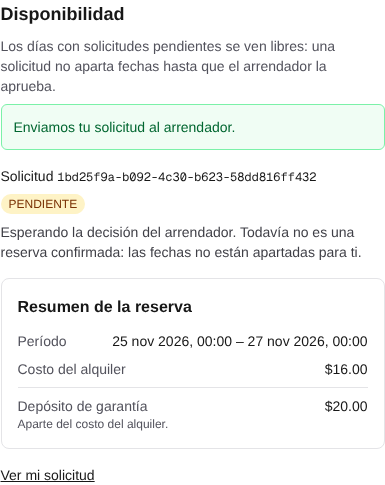 Disponibilidad
Los días con solicitudes pendientes se ven libres: una
solicitud no aparta fechas hasta que el arrendador la
aprueba.
Enviamos tu solicitud al arrendador.
Solicitud 1bd25f9a-b092-4c30-b623-58dd816ff432
PENDIENTE
Esperando la decisión del arrendador. Todavía no es una
reserva confirmada: las fechas no están apartadas para ti.
Resumen de la reserva
Período 25 nov 2026, 00:00 – 27 nov 2026, 00:00
Costo del alquiler $16.00
Depósito de garantía $20.00
Aparte del costo del alquiler.
Ver mi solicitud